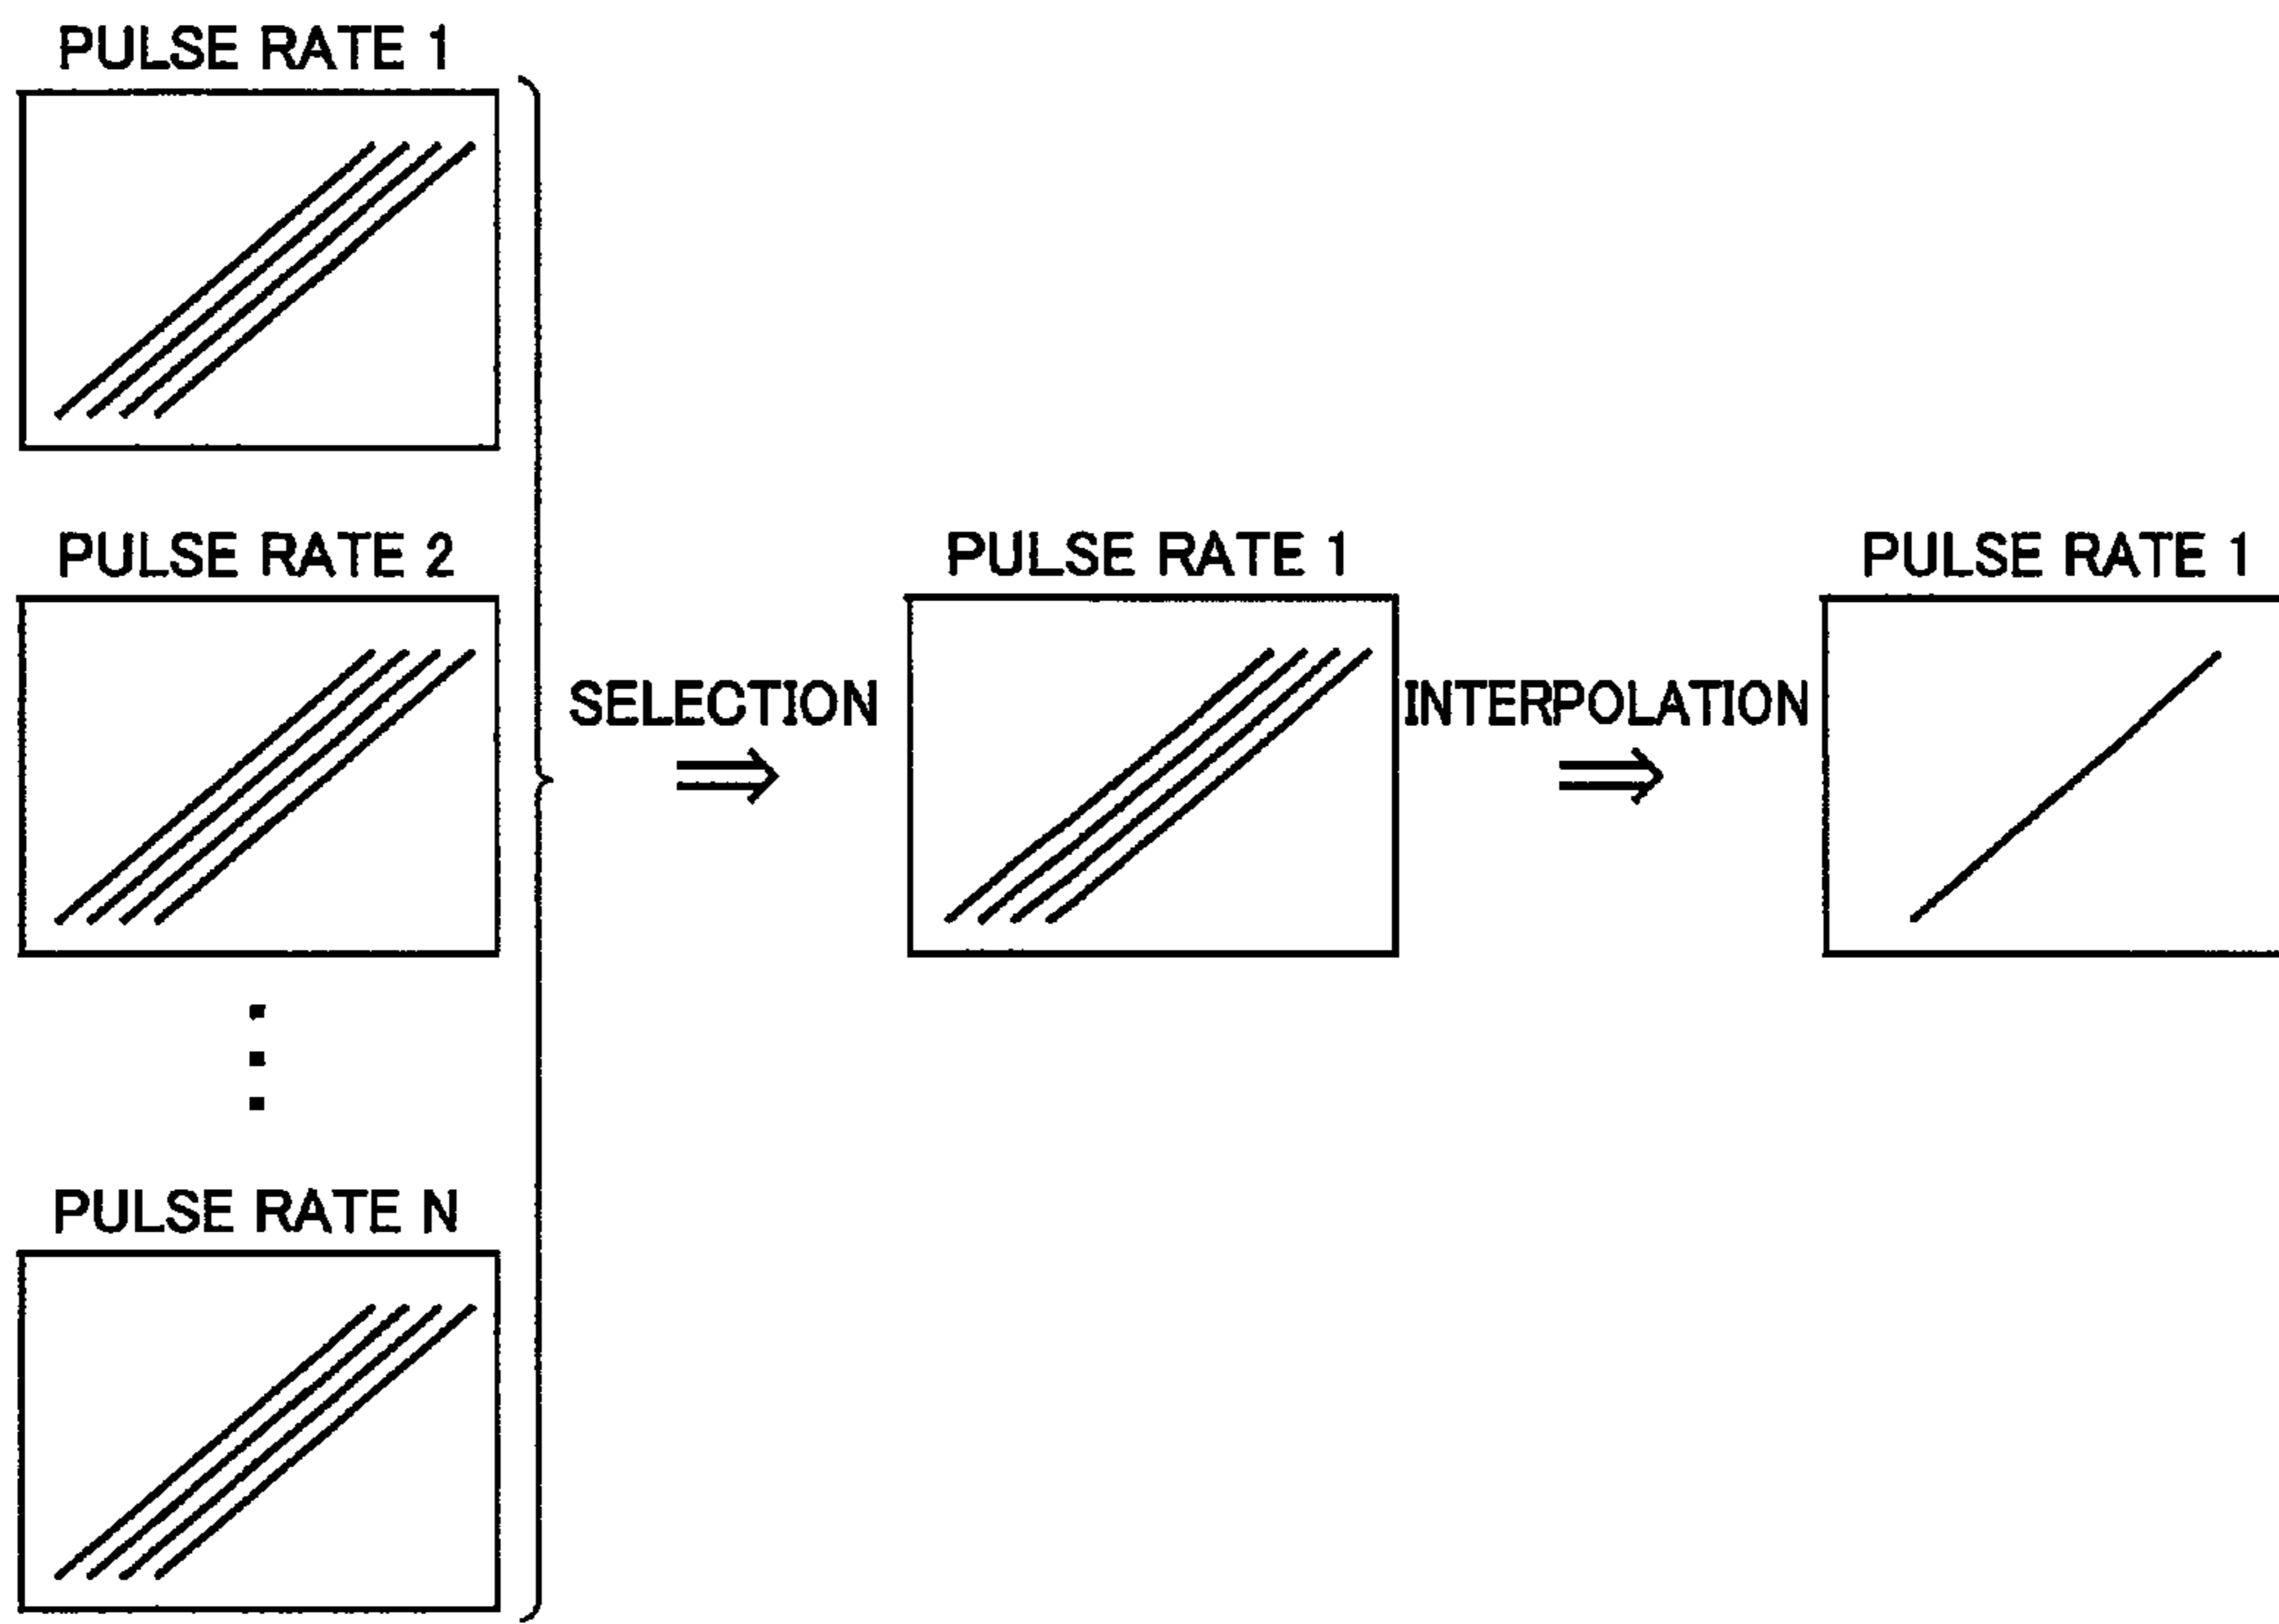 PULSE RATE 1
PULSE RATE 2
PULSE RATE N
SELECTION
PULSE RATE 1
INTERPOLATION
PULSE RATE 1